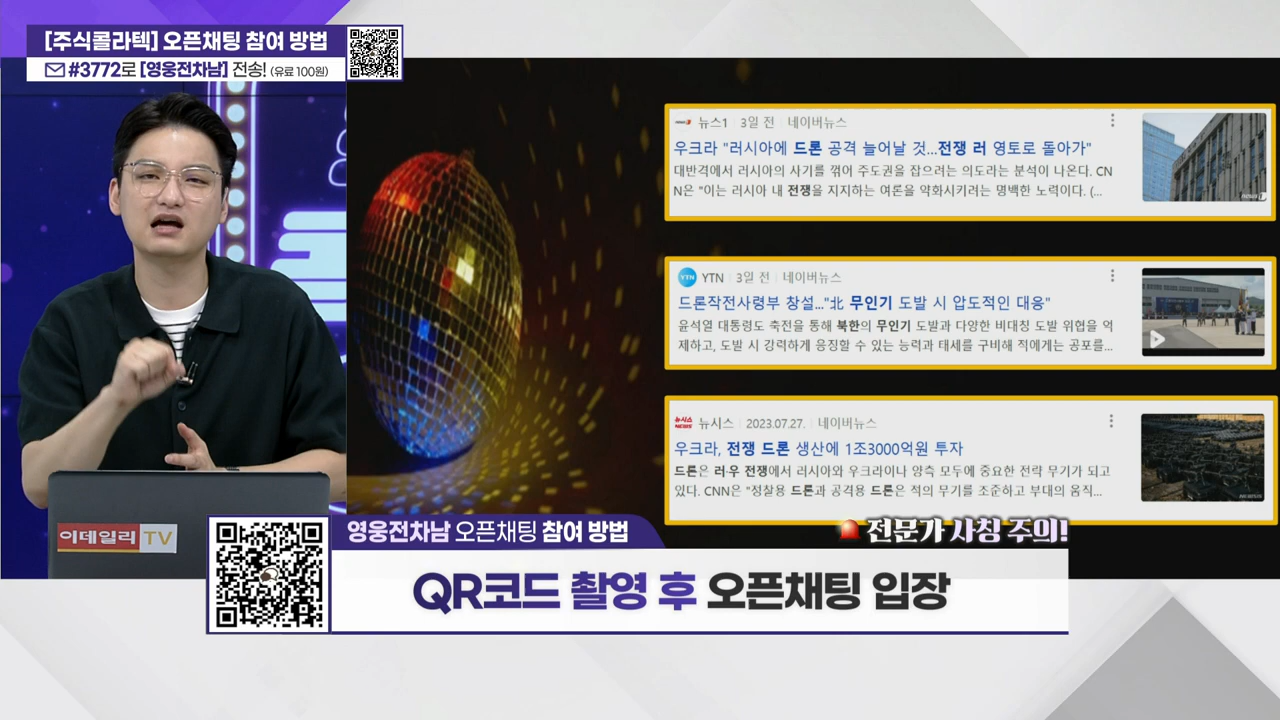 [주식콜라텍] 오픈채팅 참여 방법
#3772로 [영웅전차남] 전송! (유료 100원)
뉴스1 3일 전 네이버뉴스
우크라 "러시아에 드론 공격 늘어날 것...전쟁 러 영토로 돌아가"
대반격에서 러시아의 사기를 꺾어 주도권을 잡으려는 의도라는 분석이 나온다. CN
N은 "이는 러시아 내 전쟁을 지지하는 여론을 악화시키려는 명백한 노력이다. (...
news1
YTN
YTN 3일 전 네이버뉴스
드론작전사령부 창설..."北 무인기 도발 시 압도적인 대응"
윤석열 대통령도 축전을 통해 북한의 무인기 도발과 다양한 비대칭 도발 위협을 억
제하고, 도발 시 강력하게 응징할 수 있는 능력과 태세를 구비해 적에게는 공포를...
뉴시스
NEWSIS
뉴시스 2023.07.27. 네이버뉴스
우크라, 전쟁 드론 생산에 1조3000억원 투자
드론은 러·우 전쟁에서 러시아와 우크라이나 양측 모두에 중요한 전략 무기가 되고
있다. CNN은 "정찰용 드론과 공격용 드론은 적의 무기를 조준하고 부대의 움직...
이데일리 TV
영웅전차남 오픈채팅 참여 방법
전문가 사칭 주의!
QR코드 촬영 후 오픈채팅 입장